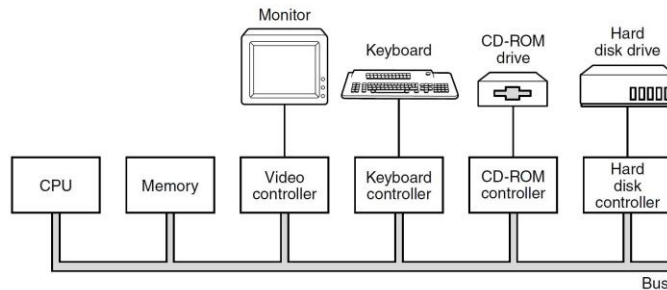 Monitor
Keyboard
CD-ROM
drive
Hard
disk drive
CPU
Memory
Video
controller
Keyboard
controller
CD-ROM
controller
Hard
disk
controller
Bus